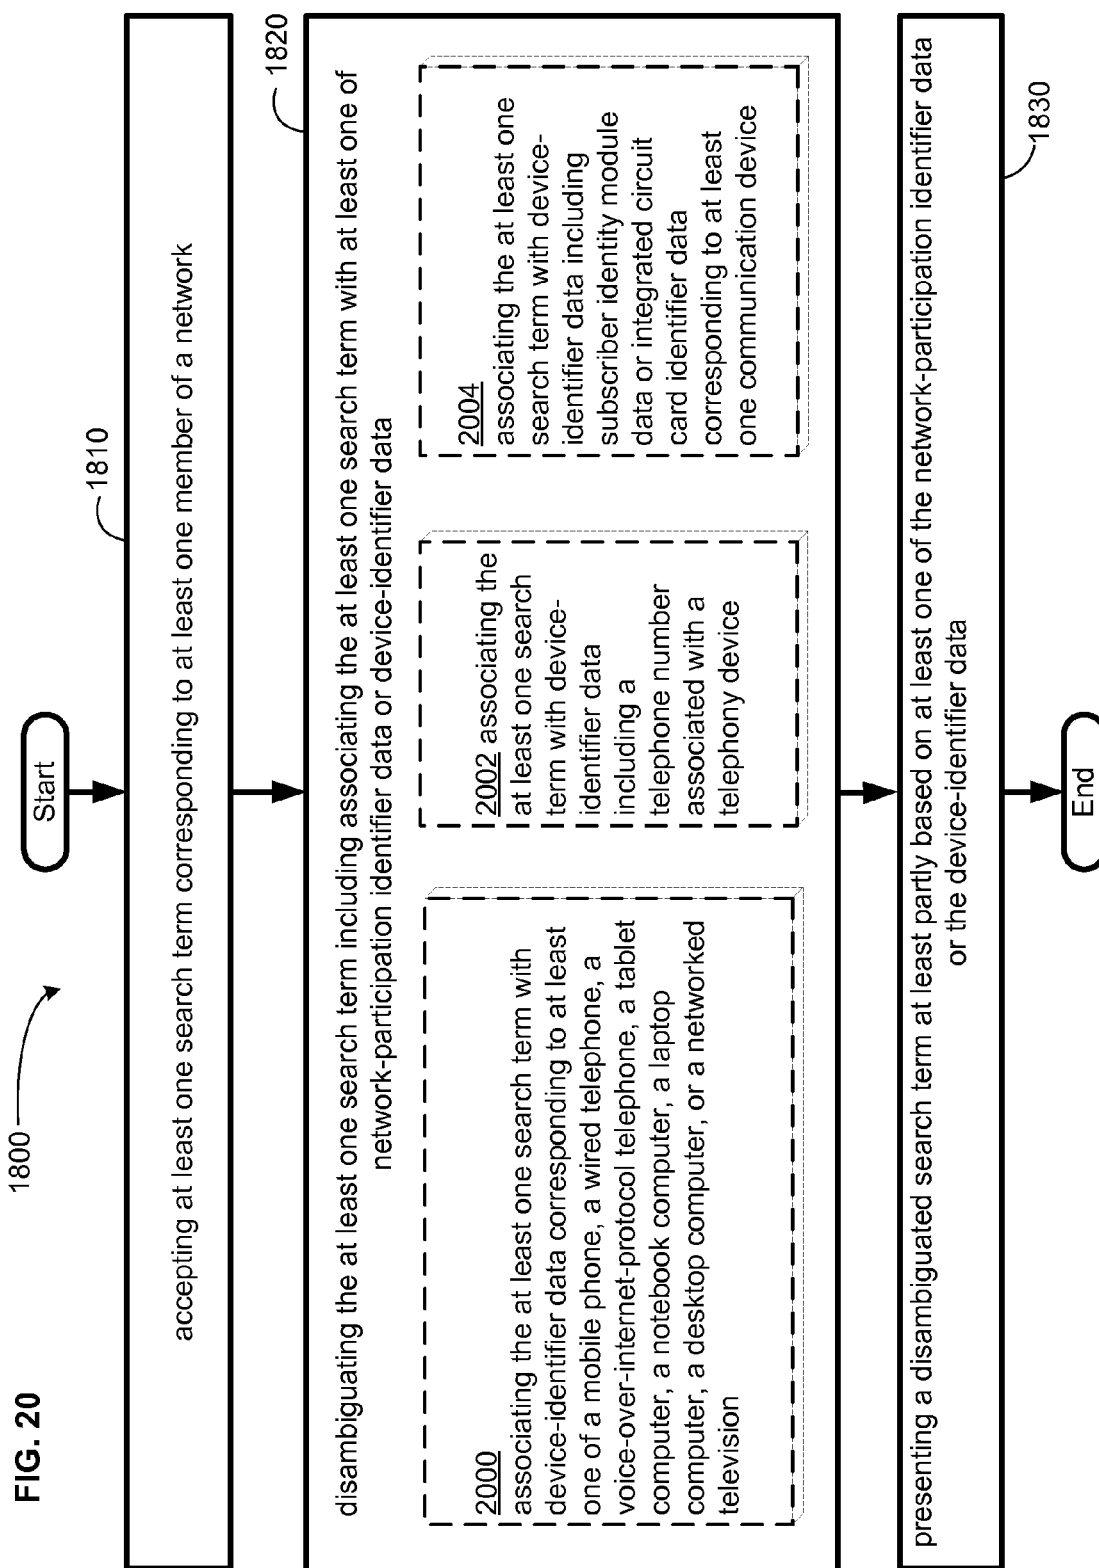 FIG. 20
1800
Start
1810
accepting at least one search term corresponding to at least one member of a network
1820
disambiguating the at least one search term including associating the at least one search term with at least one of
network-participation identifier data or device-identifier data
2000
associating the at least one search term with
device-identifier data corresponding to at least
one of a mobile phone, a wired telephone, a
voice-over-internet-protocol telephone, a tablet
computer, a notebook computer, a laptop
computer, a desktop computer, or a networked
television
2002 associating the
at least one search
term with device-
identifier data
including a
telephone number
associated with a
telephony device
2004
associating the at least one
search term with device-
identifier data including
subscriber identity module
data or integrated circuit
card identifier data
corresponding to at least
one communication device
1830
presenting a disambiguated search term at least partly based on at least one of the network-participation identifier data
or the device-identifier data
End